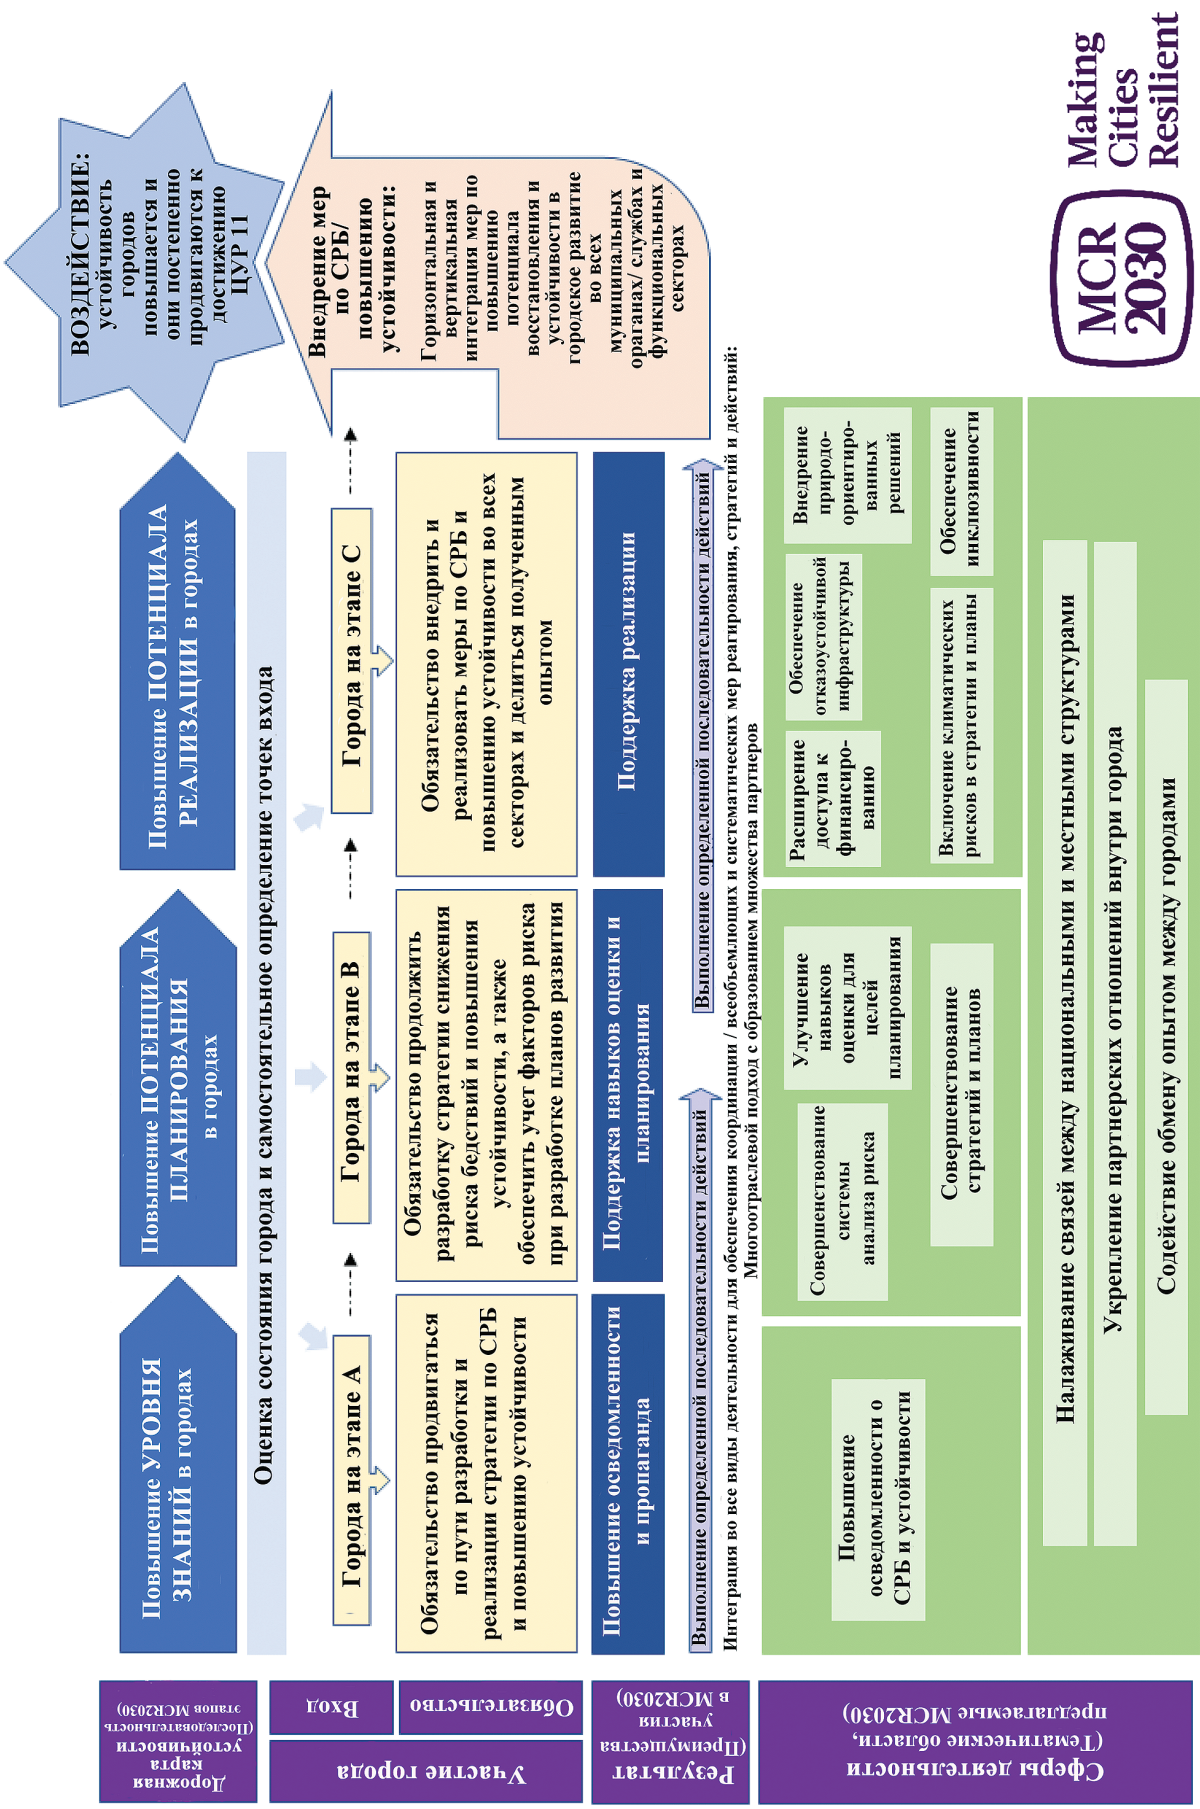 Дорожная
карта
устойчивости
(Последовательность
этапов MCR2030)
Повышение УРОВНЯ
ЗНАНИЙ в городах
Повышение ПОТЕНЦИАЛА
ПЛАНИРОВАНИЯ
в городах
Повышение ПОТЕНЦИАЛА
РЕАЛИЗАЦИИ в городах
ВОЗДЕЙСТВИЕ:
устойчивость
городов
повышается и
они постепенно
продвигаются к
достижению
ЦУР 11
Участие города
Вход
Оценка состояния города и самостоятельное определение точек входа
Города на этапе A
Города на этапе B
Города на этапе C
Обязательство
Обязательство продвигаться
по пути разработки и
реализации стратегии по СРБ
и повышению устойчивости
Обязательство продолжить
разработку стратегии снижения
риска бедствий и повышения
устойчивости, а также
обеспечить учет факторов риска
при разработке планов развития
Обязательство внедрить и
реализовать меры по СРБ и
повышению устойчивости во всех
секторах и делиться полученным
опытом
Внедрение мер
по СРБ/
повышению
устойчивости:
Горизонтальная и
вертикальная
интеграция мер по
повышению
потенциала
восстановления и
устойчивости в
городское развитие
во всех
муниципальных
ораганах/ службах и
функциональных
секторах
Результат
(Преимущества
участия
в MCR2030)
Повышение осведомленности
и пропаганда
Поддержка навыков оценки и
планирования
Поддержка реализации
Выполнение определенной последовательности действий
Выполнение определенной последовательности действий
Интеграция во все виды деятельности для обеспечения координации / всеобъемлющих и систематических мер реагирования, стратегий и действий:
Многоотраслевой подход с образованием множества партнеров
Сферы деятельности
(Тематические области,
предлагаемые MCR2030)
Повышение
осведомленности о
СРБ и устойчивости
Совершенствование
системы
анализа риска
Улучшение
навыков
оценки для
целей
планирования
Совершенствование
стратегий и планов
Расширение
доступа к
финансиро-
ванию
Обеспечение
отказоустойчивой
инфраструктуры
Внедрение
природо-
ориентиро-
ванных
решений
Включение климатических
рисков в стратегии и планы
Обеспечение
инклюзивности
Налаживание связей между национальными и местными структурами
Укрепление партнерских отношений внутри города
Содействие обмену опытом между городами
MCR
2030
Making
Cities
Resilient